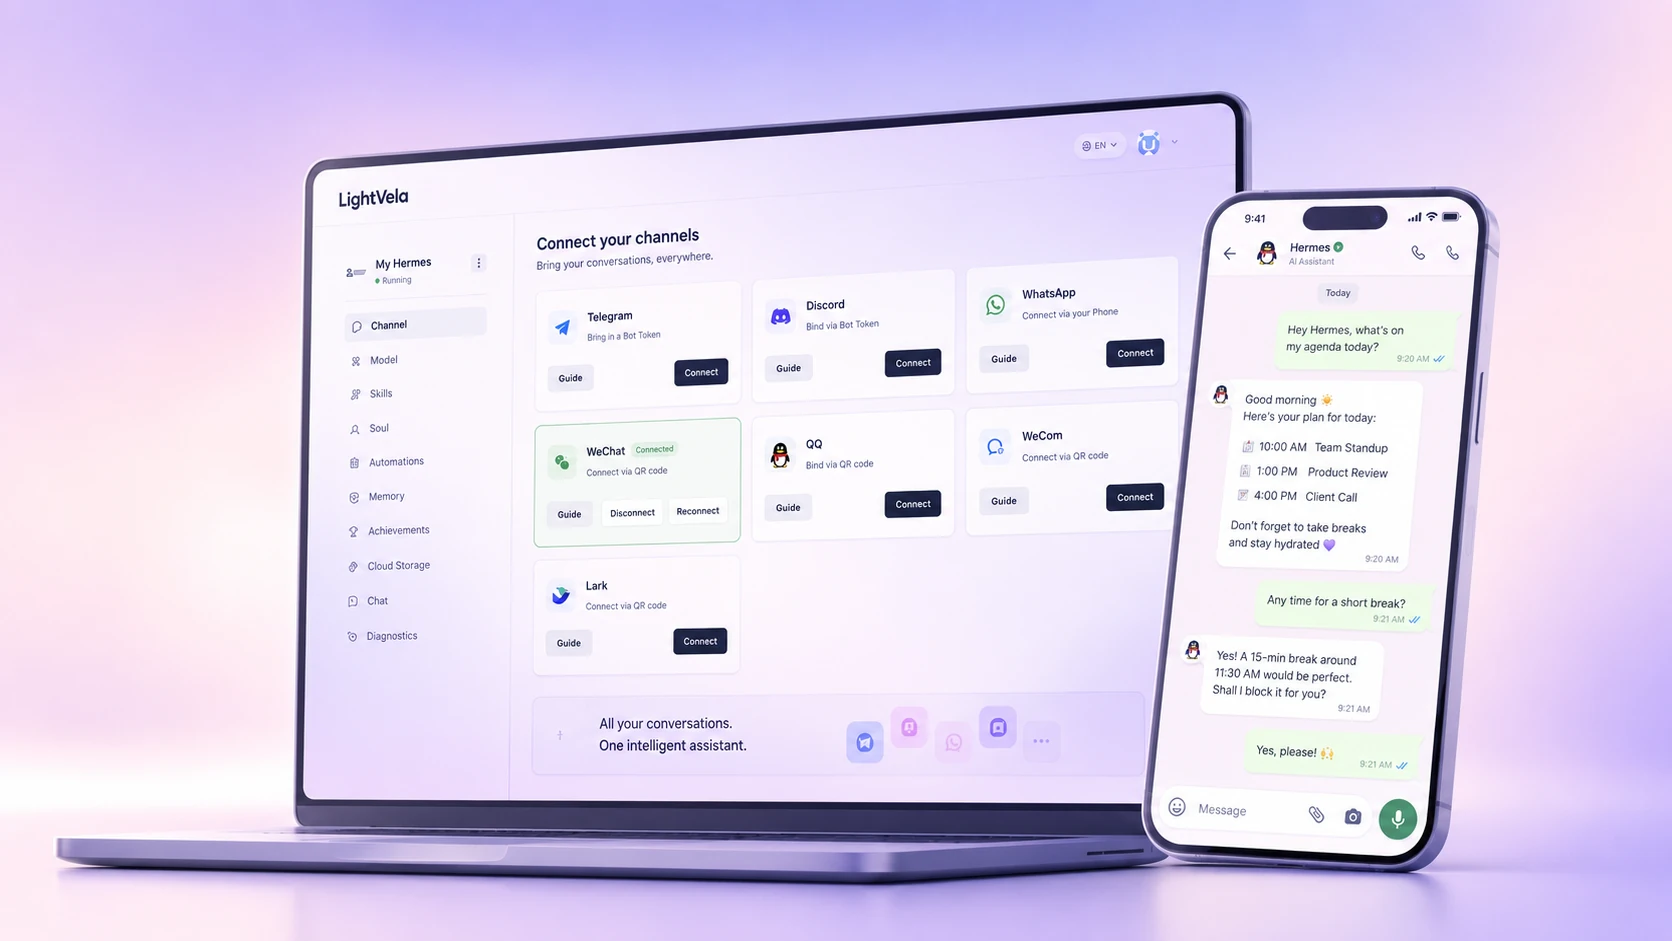 LightVela
EN
My Hermes
Running
Channel
Model
Skills
Soul
Automations
Memory
Achievements
Cloud Storage
Chat
Diagnostics
Connect your channels
Bring your conversations, everywhere.
Telegram
Bring in a Bot Token
Guide
Connect
Discord
Bind via Bot Token
Guide
Connect
WhatsApp
Connect via your Phone
Guide
Connect
WeChat Connected
Connect via QR code
Guide
Disconnect
Reconnect
QQ
Bind via QR code
Guide
Connect
WeCom
Connect via QR code
Guide
Connect
Lark
Connect via QR code
Guide
Connect
All your conversations.
One intelligent assistant.
9:41
Hermes
AI Assistant
Today
Hey Hermes, what's on
my agenda today?
9:20 AM
Good morning ☀️
Here's your plan for today:
10:00 AM Team Standup
1:00 PM Product Review
4:00 PM Client Call
Don't forget to take breaks
and stay hydrated 💜
9:20 AM
Any time for a short break?
9:21 AM
Yes! A 15-min break around
11:30 AM would be perfect.
Shall I block it for you?
9:21 AM
Yes, please! 🙌
9:21 AM
Message